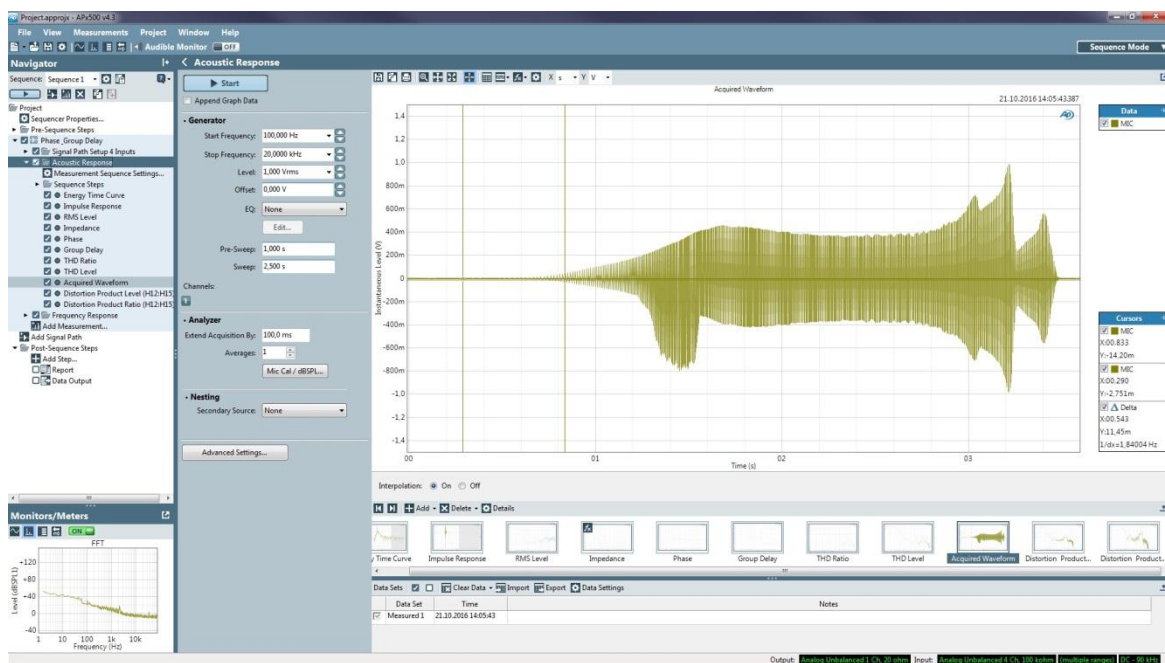 Project.approjx - APx500 v4.3
File View Measurements Project Window Help
Audible Monitor OFF
Sequence Mode
Navigator
Sequence: Sequence1
Project
Sequencer Properties...
Pre-Sequence Steps
Phase_Group Delay
Signal Path Setup 4 Inputs
Acoustic Response
Measurement Sequence Settings...
Sequence Steps
Energy Time Curve
Impulse Response
RMS Level
Impedance
Phase
Group Delay
THD Ratio
THD Level
Acquired Waveform
Distortion Product Level (H12:H15)
Distortion Product Ratio (H12:H15)
Frequency Response
Add Measurement...
Add Signal Path
Post-Sequence Steps
Add Step...
Report
Data Output
Monitors/Meters
ON
FFT
Level (dBSPL1)
+120
+80
+40
0
-40
1 10 100 1k 10k
Frequency (Hz)
Acoustic Response
Start
Append Graph Data
Generator
Start Frequency: 100,000 Hz
Stop Frequency: 20,0000 kHz
Level: 1,000 Vrms
Offset: 0,000 V
EQ: None
Edit...
Pre-Sweep: 1,000 s
Sweep: 2,500 s
Channels:
1
Analyzer
Extend Acquisition By: 100,0 ms
Averages: 1
Mic Cal / dBSPL...
Nesting
Secondary Source: None
Advanced Settings...
X s Y V
Acquired Waveform
21.10.2016 14:05:43.387
AP
Instantaneous Level (V)
1.4
1.2
1.0
800m
600m
400m
200m
0
-200m
-400m
-600m
-800m
-1.0
-1.2
-1.4
00 01 02 03
Time (s)
Data
MIC
Cursors
MIC
X:00.833
Y:-14,20m
MIC
X:00.290
Y:-2,751m
Delta
X:00.543
Y:11,45m
1/dx=1,84004 Hz
Interpolation: On Off
Add Delete Details
y Time Curve Impulse Response RMS Level Impedance Phase Group Delay THD Ratio THD Level Acquired Waveform Distortion Product... Distortion Product...
Data Sets Clear Data Import Export Data Settings
Data Set Time Notes
Measured 1 21.10.2016 14:05:43
Output: Analog Unbalanced 1 Ch, 20 ohm Input: Analog Unbalanced 4 Ch, 100 kohm (multiple ranges) DC - 90 kHz